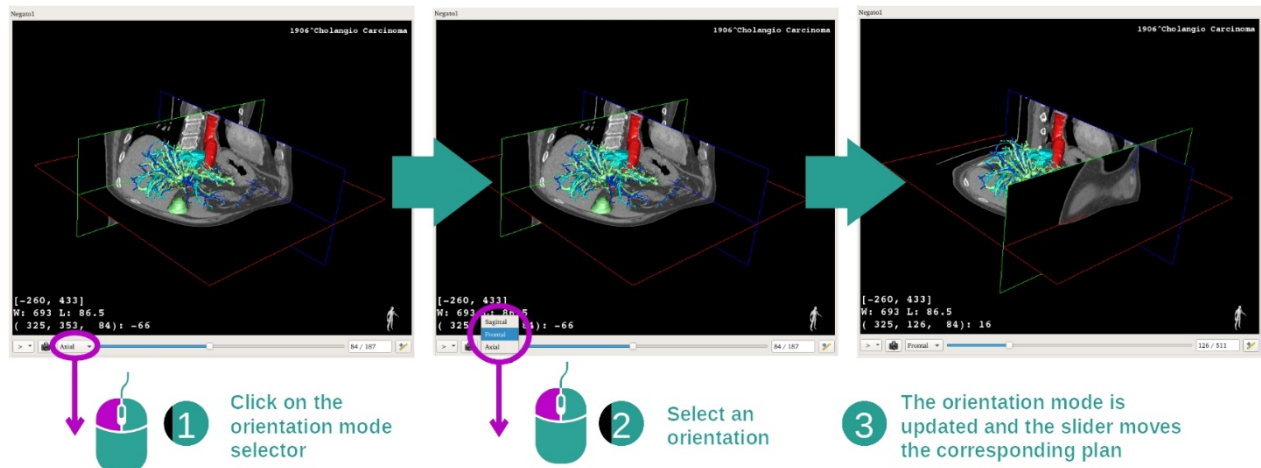 Negato1
1906^Cholangio Carcinoma
[-260, 433]
W: 693 L: 86.5
( 325, 353,  84): -66
> Axial 84 / 187
Negato1
1906^Cholangio Carcinoma
[-260, 433]
W: 693 L: 86.5
( 325 84): -66
Sagittal
Frontal
Axial
> 84 / 187
Negato1
1906^Cholangio Carcinoma
[-260, 433]
W: 693 L: 86.5
( 325, 126,  84): 16
> Frontal 126 / 511
1
Click on the
orientation mode
selector
2
Select an
orientation
3
The orientation mode is
updated and the slider moves
the corresponding plan